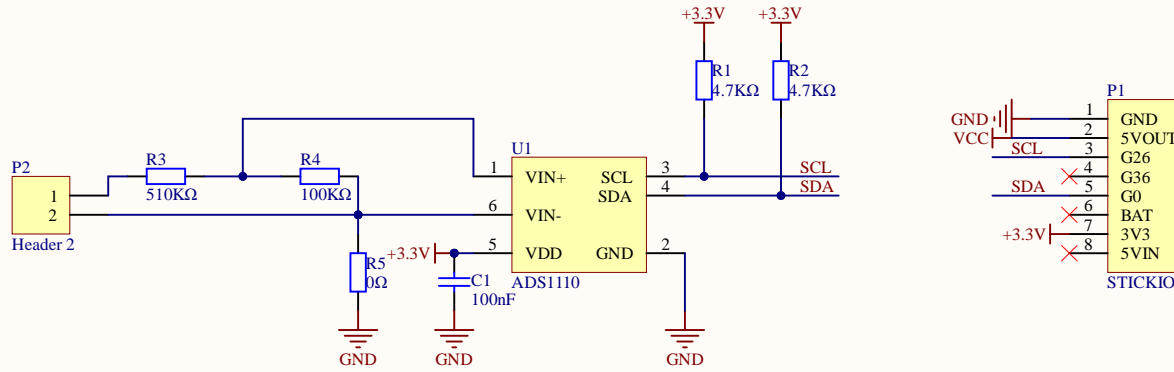 +3.3V
+3.3V
R1
4.7KΩ
R2
4.7KΩ
P1
GND
1
GND
VCC
2
5VOUT
SCL
3
G26
4
G36
SDA
5
G0
6
BAT
+3.3V
7
3V3
8
5VIN
STICKIO
P2
1
2
Header 2
R3
510KΩ
R4
100KΩ
U1
1
VIN+
SCL
3
SCL
SDA
4
SDA
6
VIN-
+3.3V
5
VDD
GND
2
ADS1110
R5
0Ω
C1
100nF
GND
GND
GND